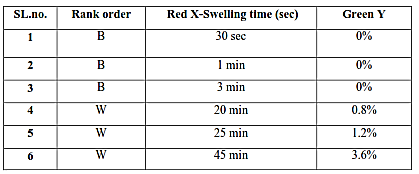 SL.no. Rank order Red X-Swelling time (sec) Green Y
1 B 30 sec 0%
2 B 1 min 0%
3 B 3 min 0%
4 W 20 min 0.8%
5 W 25 min 1.2%
6 W 45 min 3.6%